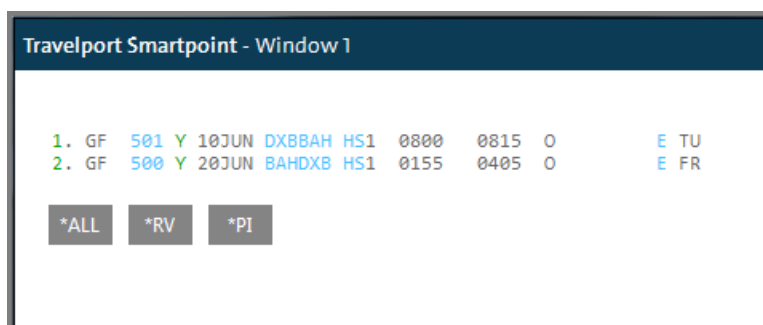 Travelport Smartpoint - Window 1
1. GF 501 Y 10JUN DXBBAH HS1 0800 0815 O E TU
2. GF 500 Y 20JUN BAHDXB HS1 0155 0405 O E FR
*ALL *RV *PI